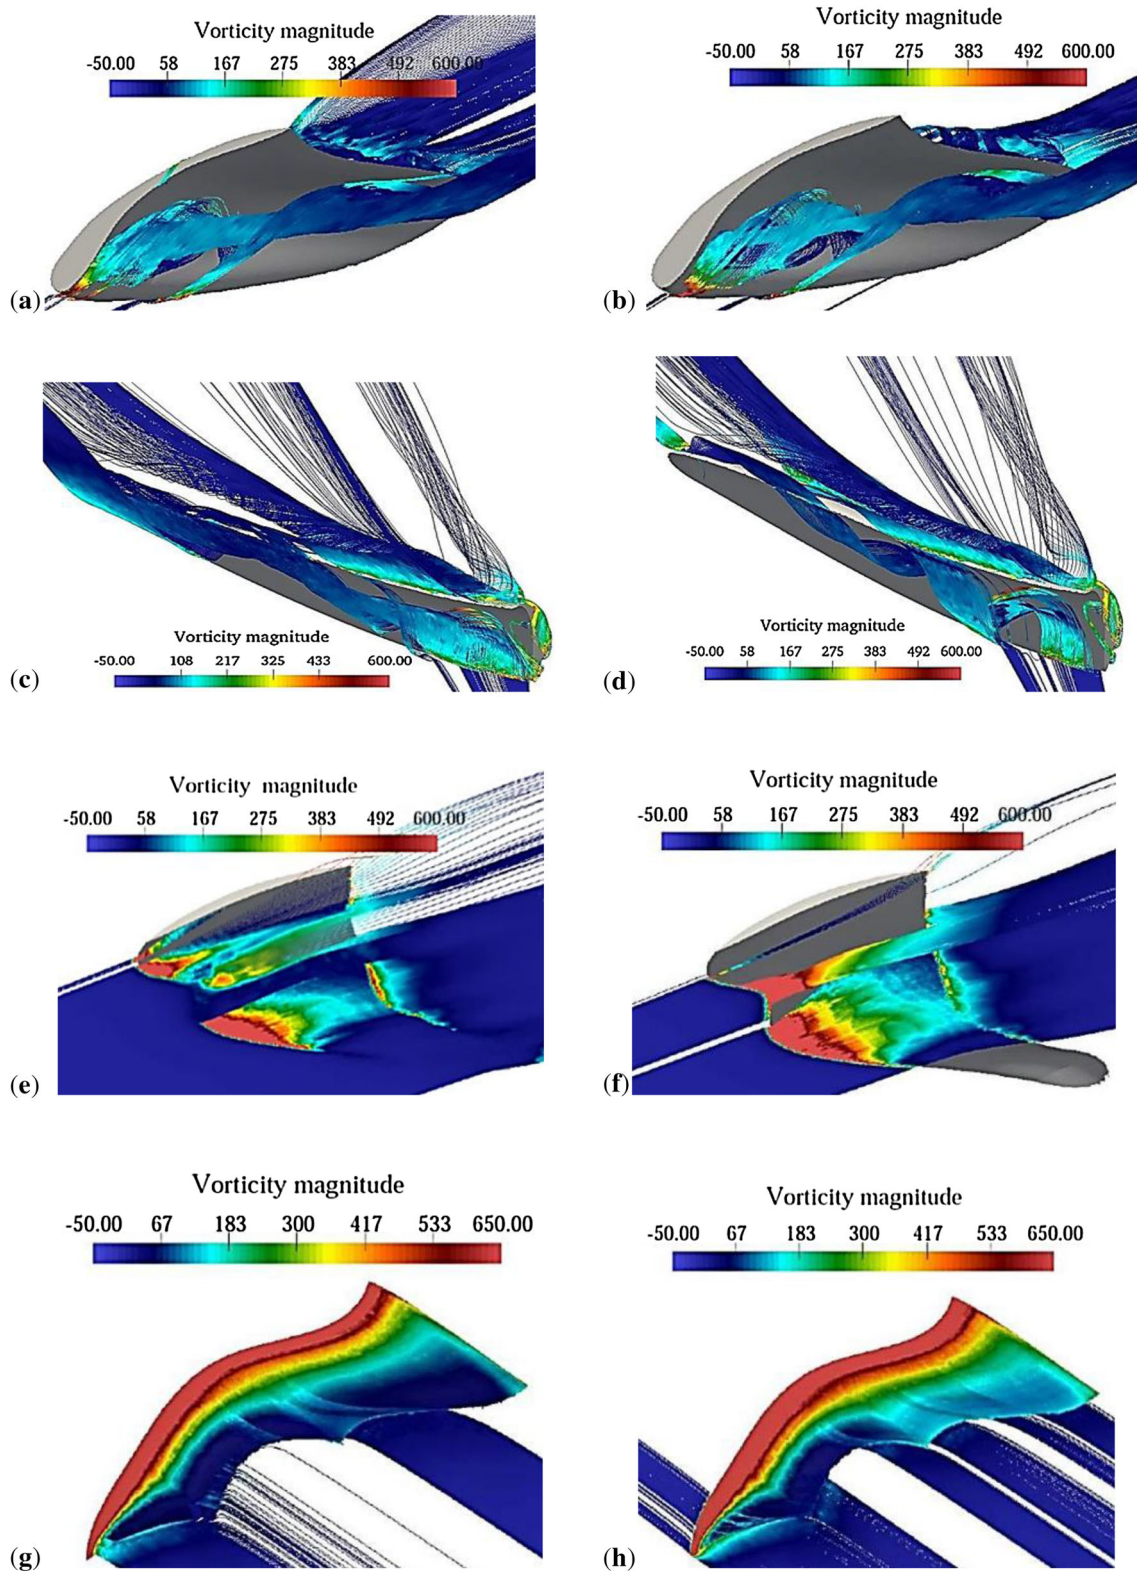 Vorticity magnitude
-50.00 58 167 275 383 492 600.00
(a)
Vorticity magnitude
-50.00 58 167 275 383 492 600.00
(b)
Vorticity magnitude
-50.00 108 217 325 433 600.00
(c)
Vorticity magnitude
-50.00 58 167 275 383 492 600.00
(d)
Vorticity magnitude
-50.00 58 167 275 383 492 600.00
(e)
Vorticity magnitude
-50.00 58 167 275 383 492 600.00
(f)
Vorticity magnitude
-50.00 67 183 300 417 533 650.00
(g)
Vorticity magnitude
-50.00 67 183 300 417 533 650.00
(h)